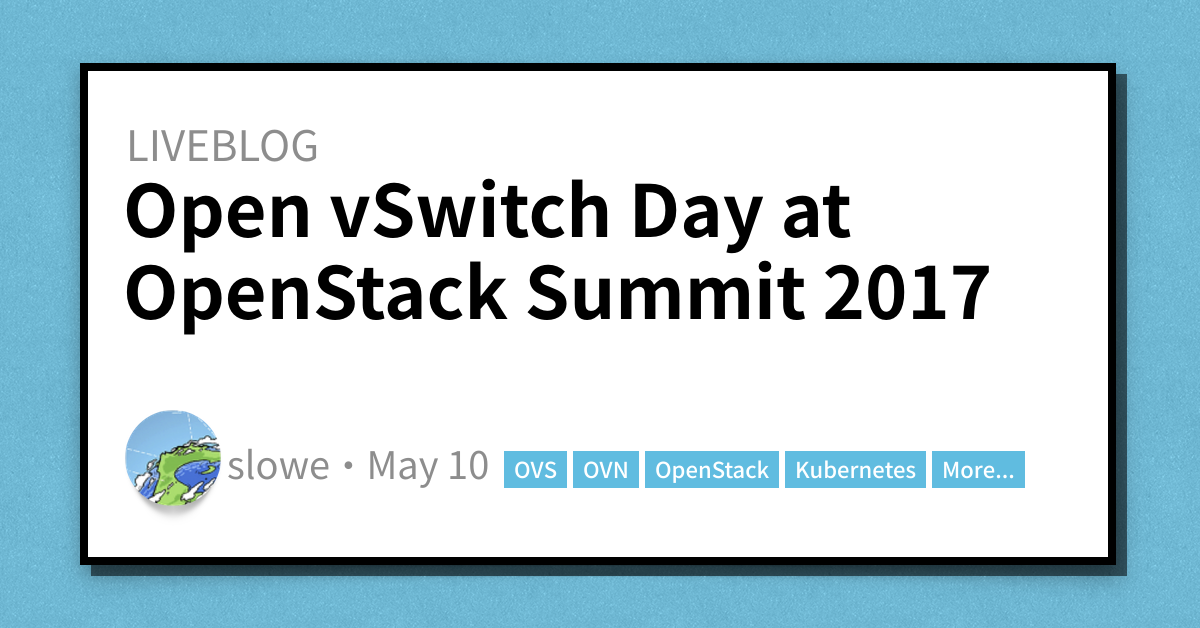 LIVEBLOG
Open vSwitch Day at
OpenStack Summit 2017
slowe • May 10 OVS OVN OpenStack Kubernetes More...